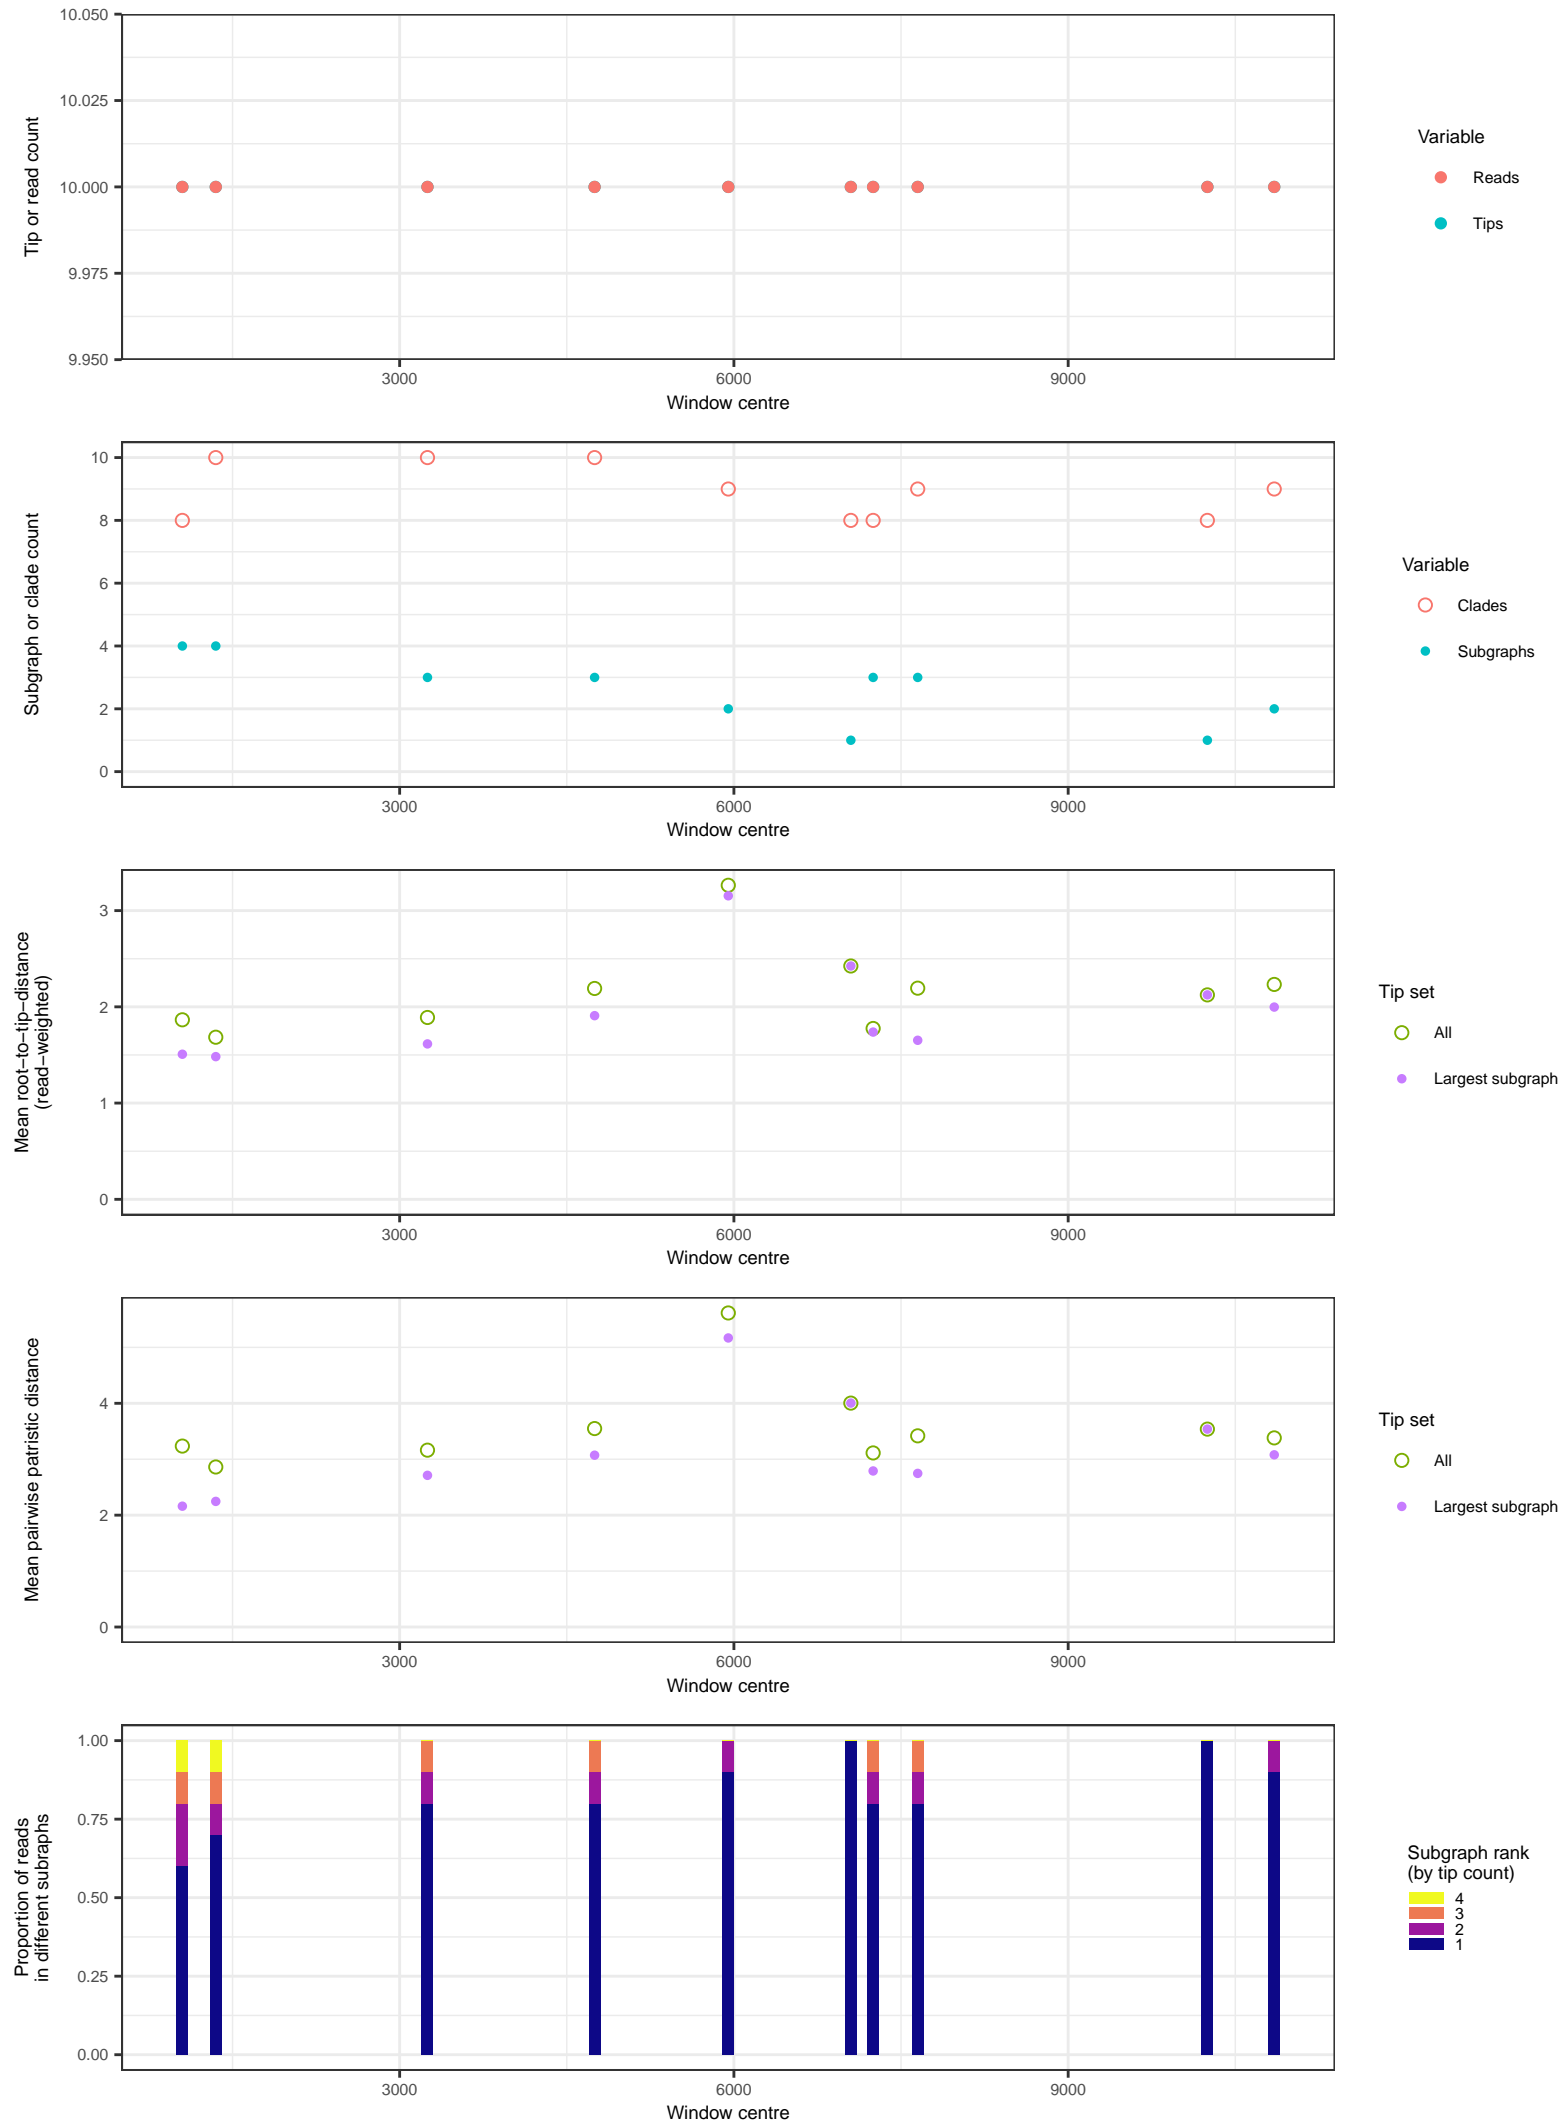 10.050
10.025
10.000
9.975
9.950
Tip or read count
3000
6000
9000
Window centre
Variable
Reads
Tips
10
8
6
4
2
0
Subgraph or clade count
3000
6000
9000
Window centre
Variable
Clades
Subgraphs
3
2
1
0
Mean root−to−tip−distance
(read−weighted)
3000
6000
9000
Window centre
Tip set
All
Largest subgraph
4
2
0
Mean pairwise patristic distance
3000
6000
9000
Window centre
Tip set
All
Largest subgraph
1.00
0.75
0.50
0.25
0.00
Proportion of reads
in different subraphs
3000
6000
9000
Window centre
Subgraph rank
(by tip count)
4
3
2
1